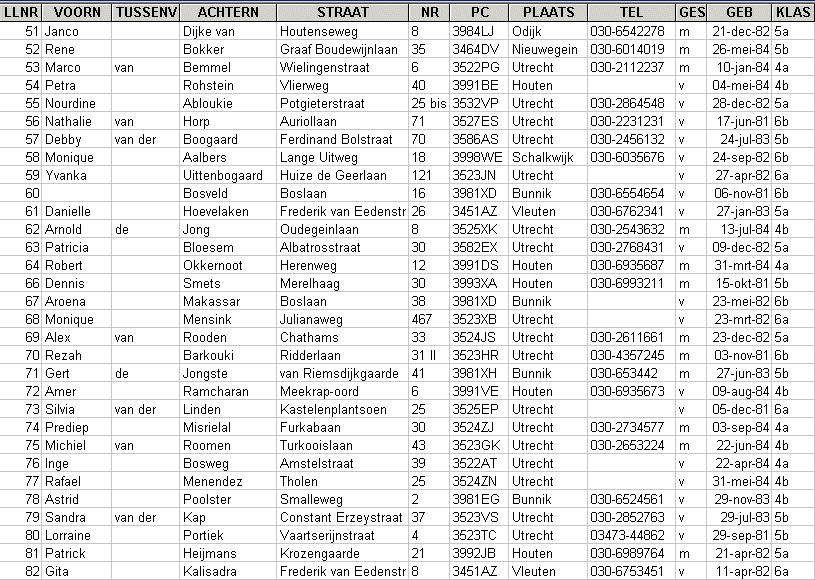 LLNR VOORN TUSSENV ACHTERN STRAAT NR PC PLAATS TEL GES GEB KLAS
51 Janco Dijke van Houtenseweg 8 3984LJ Odijk 030-6542278 m 21-dec-82 5a
52 Rene Bokker Graaf Boudewijnlaan 35 3464DV Nieuwegein 030-6014019 m 26-mei-84 5b
53 Marco van Bemmel Wielingenstraat 6 3522PG Utrecht 030-2112237 m 10-jan-84 4a
54 Petra Rohstein Vlierweg 40 3991BE Houten v 04-mei-84 4b
55 Nourdine Abloukie Potgieterstraat 25 bis 3532VP Utrecht 030-2864548 v 28-dec-82 5a
56 Nathalie van Horp Auriollaan 71 3527ES Utrecht 030-2231231 v 17-jun-81 6b
57 Debby van der Boogaard Ferdinand Bolstraat 70 3586AS Utrecht 030-2456132 v 24-jul-83 5b
58 Monique Aalbers Lange Uitweg 18 3998WE Schalkwijk 030-6035676 v 24-sep-82 6b
59 Yvanka Uittenbogaard Huize de Geerlaan 121 3523JN Utrecht v 27-apr-82 6a
60 Bosveld Boslaan 16 3981XD Bunnik 030-6554654 v 06-nov-81 6b
61 Danielle Hoevelaken Frederik van Eedenstr 26 3451AZ Vleuten 030-6762341 v 27-jan-83 5a
62 Arnold de Jong Oudegeinlaan 8 3525XK Utrecht 030-2543632 m 13-jul-84 4b
63 Patricia Bloesem Albatrosstraat 30 3582EX Utrecht 030-2768431 v 09-dec-82 5a
64 Robert Okkernoot Herenweg 12 3991DS Houten 030-6935687 m 31-mrt-84 4a
66 Dennis Smets Merelhaag 30 3993XA Houten 030-6993211 m 15-okt-81 5b
67 Aroena Makassar Boslaan 38 3981XD Bunnik v 23-mei-82 6b
68 Monique Mensink Julianaweg 467 3523XB Utrecht v 23-mrt-82 6a
69 Alex van Rooden Chathams 33 3524JS Utrecht 030-2611661 m 23-dec-82 5a
70 Rezah Barkouki Ridderlaan 31 II 3523HR Utrecht 030-4357245 m 03-nov-81 6b
71 Gert de Jongste van Riemsdijkgaarde 41 3981XH Bunnik 030-653442 m 27-jun-83 5b
72 Amer Ramcharan Meekrap-oord 6 3991VE Houten 030-6935673 v 09-aug-84 4b
73 Silvia van der Linden Kastelenplantsoen 25 3525EP Utrecht v 05-dec-81 6a
74 Prediep Misrielal Furkabaan 30 3524ZJ Utrecht 030-2734577 m 03-sep-84 4a
75 Michiel van Roomen Turkooislaan 43 3523GK Utrecht 030-2653224 m 22-jun-84 4b
76 Inge Bosweg Amstelstraat 39 3522AT Utrecht v 22-apr-84 4a
77 Rafael Menendez Tholen 25 3524ZN Utrecht v 31-mei-84 4b
78 Astrid Poolster Smalleweg 2 3981EG Bunnik 030-6524561 v 29-nov-83 4b
79 Sandra van der Kap Constant Erzeystraat 37 3523VS Utrecht 030-2852763 v 29-jul-83 5b
80 Lorraine Portiek Vaartserijnstraat 4 3523TC Utrecht 03473-44862 v 29-sep-81 5b
81 Patrick Heijmans Krozengaarde 21 3992JB Houten 030-6989764 m 21-apr-82 5a
82 Gita Kalisadra Frederik van Eedenstr 8 3451AZ Vleuten 030-6753451 v 11-apr-82 6a